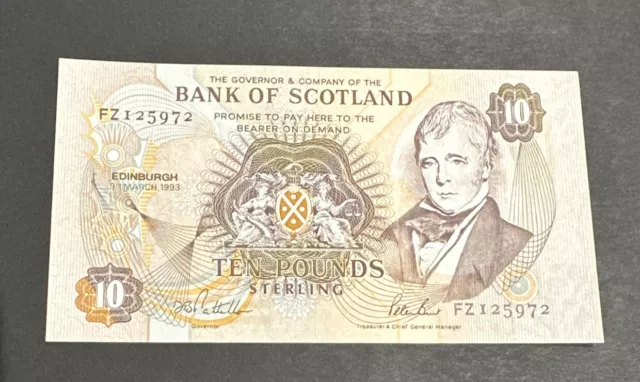 THE GOVERNOR & COMPANY OF THE
BANK OF SCOTLAND
10
FZ125972
PROMISE TO PAY HERE TO THE
BEARER ON DEMAND
EDINBURGH
MARCH 1993
TEN POUNDS
STERLING
10
FZ125972
Governor
Treasurer & Chief General Manager